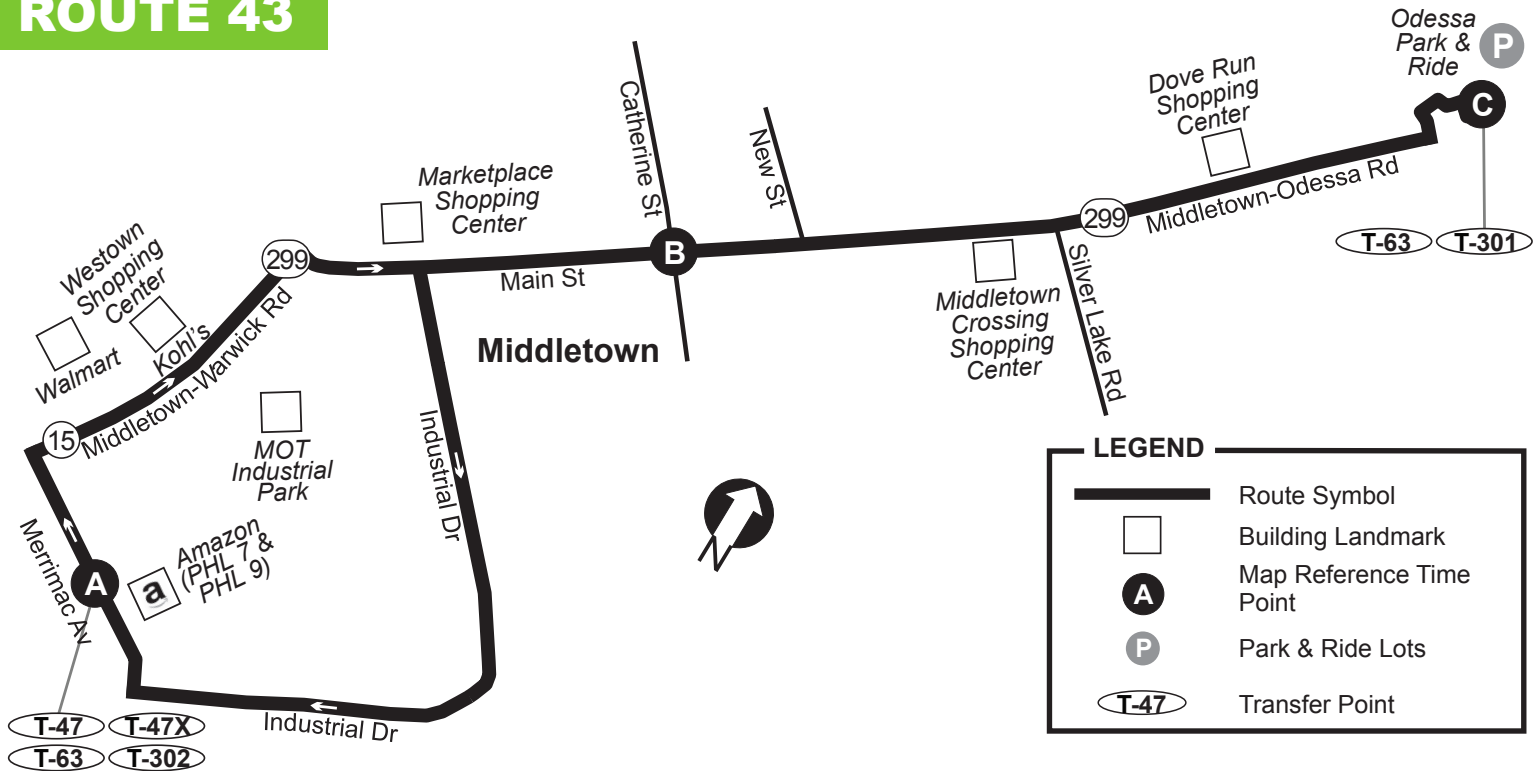 ROUTE 43
Odessa
Park &
Ride
P
C
Dove Run
Shopping
Center
Catherine St
New St
Marketplace
Shopping
Center
Westown
Shopping
Center
299
B
299
Middletown-Odessa Rd
T-63
T-301
Main St
Silver Lake Rd
Middletown
Crossing
Shopping
Center
Middletown
Kohl's
Walmart
Middletown-Warwick Rd
15
MOT
Industrial
Park
Industrial Dr
Merrimac Av
A
a
Amazon
(PHL 7 &
PHL 9)
N
Industrial Dr
T-47
T-47X
T-63
T-302
LEGEND
Route Symbol
Building Landmark
A
Map Reference Time
Point
P
Park & Ride Lots
T-47
Transfer Point